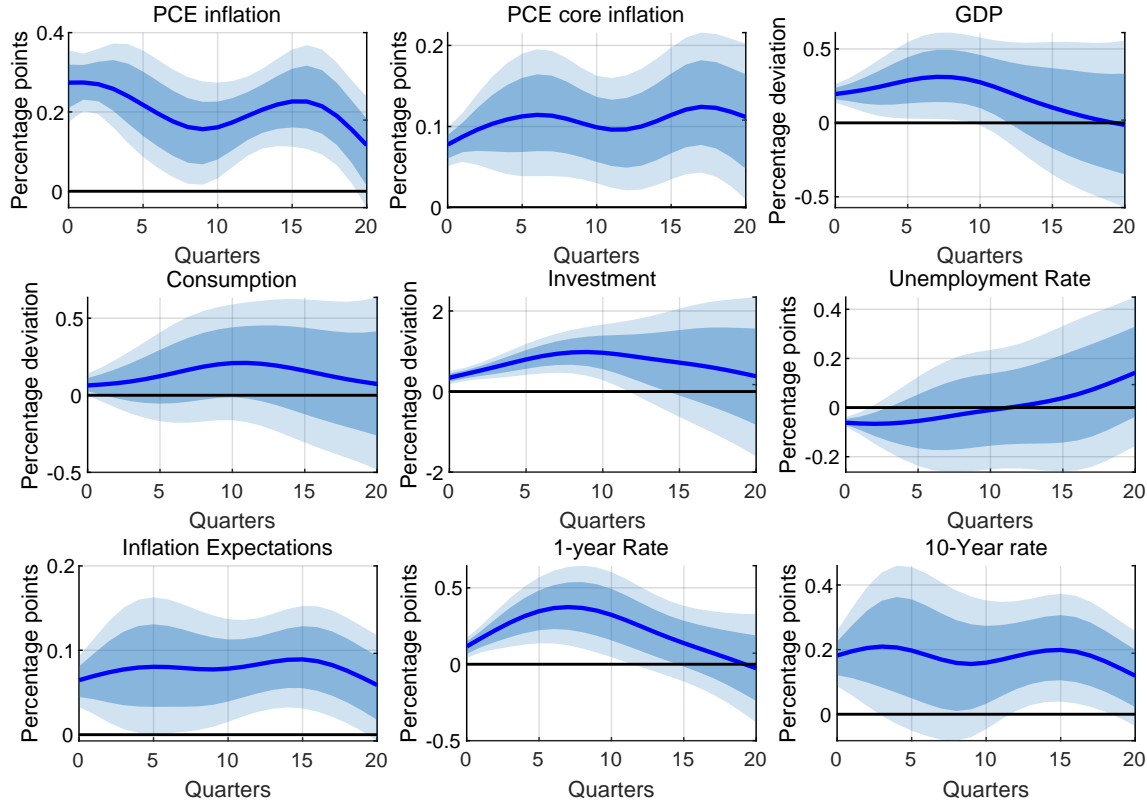 PCE inflation
Percentage points
0.4
0.2
0
0
5
10
15
20
Quarters
PCE core inflation
Percentage points
0.2
0.1
0
0
5
10
15
20
Quarters
GDP
Percentage deviation
0.5
0
-0.5
0
5
10
15
20
Quarters
Consumption
Percentage deviation
0.5
0
-0.5
0
5
10
15
20
Quarters
Investment
Percentage deviation
2
0
-2
0
5
10
15
20
Quarters
Unemployment Rate
Percentage points
0.4
0.2
0
-0.2
0
5
10
15
20
Quarters
Inflation Expectations
Percentage points
0.2
0.1
0
0
5
10
15
20
Quarters
1-year Rate
Percentage points
0.5
0
-0.5
0
5
10
15
20
Quarters
10-Year rate
Percentage points
0.4
0.2
0
0
5
10
15
20
Quarters